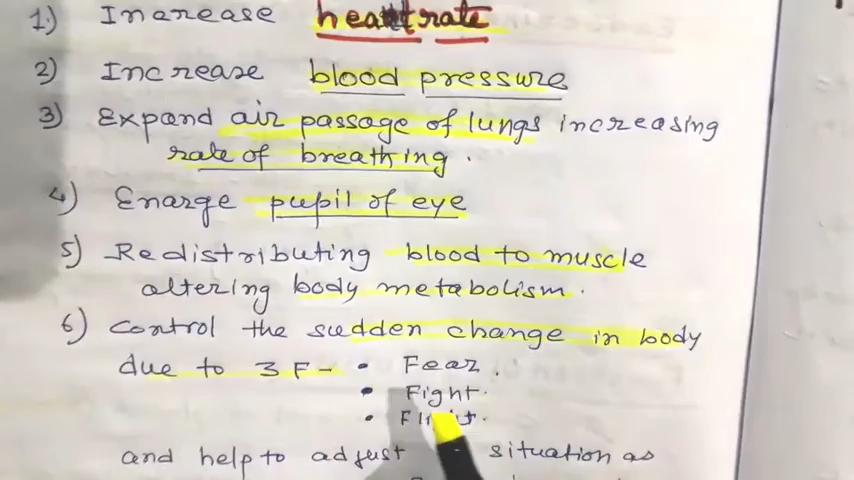 1) Increase heart rate
2) Increase blood pressure
3) Expand air passage of lungs increasing
rate of breathing.
4) Enarge pupil of eye
5) Redistributing blood to muscle
altering body metabolism.
6) Control the sudden change in body
due to 3F- • Fear.
• Fight.
•
and help to adjust situation as